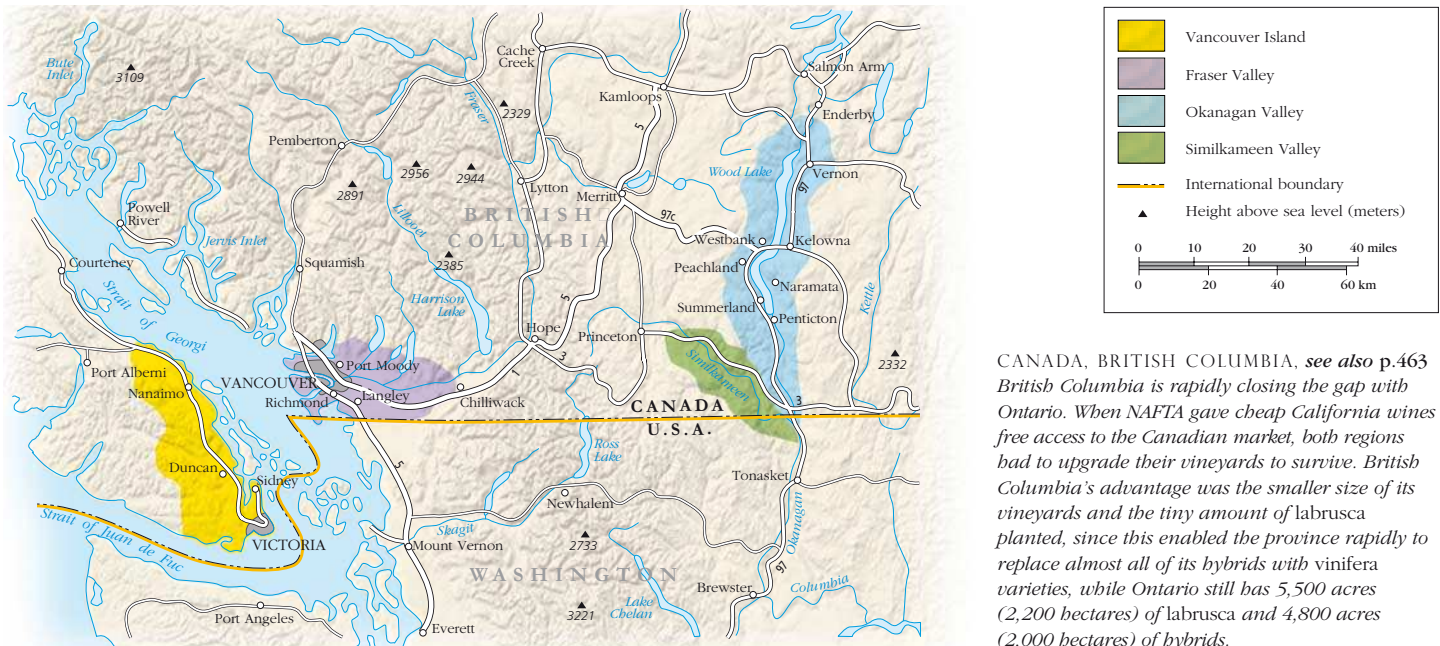 Bute
Inlet
3109
Cache
Creek
Salmon Arm
Kamloops
Enderby
Fraser
2329
5
Pemberton
2956
2944
2891
Lytton
Merritt
Wood Lake
Vernon
97
Powell
River
Lillooet
BRITISH
COLUMBIA
97c
Jervis Inlet
Westbank
Kelowna
Courteney
Squamish
2385
Peachland
Naramata
Strait of Georgi
Harrison
Lake
5
Summerland
Kettle
Hope
Princeton
Penticton
3
1
Similkameen
2332
Port Alberni
Port Moody
Nanaimo
VANCOUVER
Langley
Richmond
Chilliwack
CANADA
3
U.S.A.
Ross
Lake
5
Duncan
Sidney
Tonasket
Newhalem
Okanagan
Strait of
Juan de Fuc
VICTORIA
Skagit
Mount Vernon
2733
WASHINGTON
97
Brewster
Columbia
Lake
Chelan
3221
Port Angeles
Everett
Vancouver Island
Fraser Valley
Okanagan Valley
Similkameen Valley
International boundary
Height above sea level (meters)
0 10 20 30 40 miles
0 20 40 60 km
CANADA, BRITISH COLUMBIA, see also p.463
British Columbia is rapidly closing the gap with
Ontario. When NAFTA gave cheap California wines
free access to the Canadian market, both regions
had to upgrade their vineyards to survive. British
Columbia's advantage was the smaller size of its
vineyards and the tiny amount of labrusca
planted, since this enabled the province rapidly to
replace almost all of its hybrids with vinifera
varieties, while Ontario still has 5,500 acres
(2,200 hectares) of labrusca and 4,800 acres
(2,000 hectares) of hybrids.